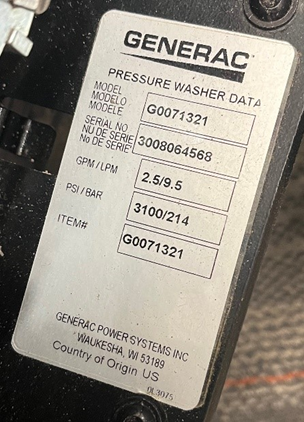 GENERAC
PRESSURE WASHER DATA
MODEL
MODELO
MODELE
G0071321
SERIAL NO
NU DE SERIE
No DE SÉRIE
3008064568
GPM / LPM
2.5/9.5
PSI / BAR
3100/214
ITEM#
G0071321
GENERAC POWER SYSTEMS INC
WAUKESHA, WI 53189
Country of Origin US
0L3075